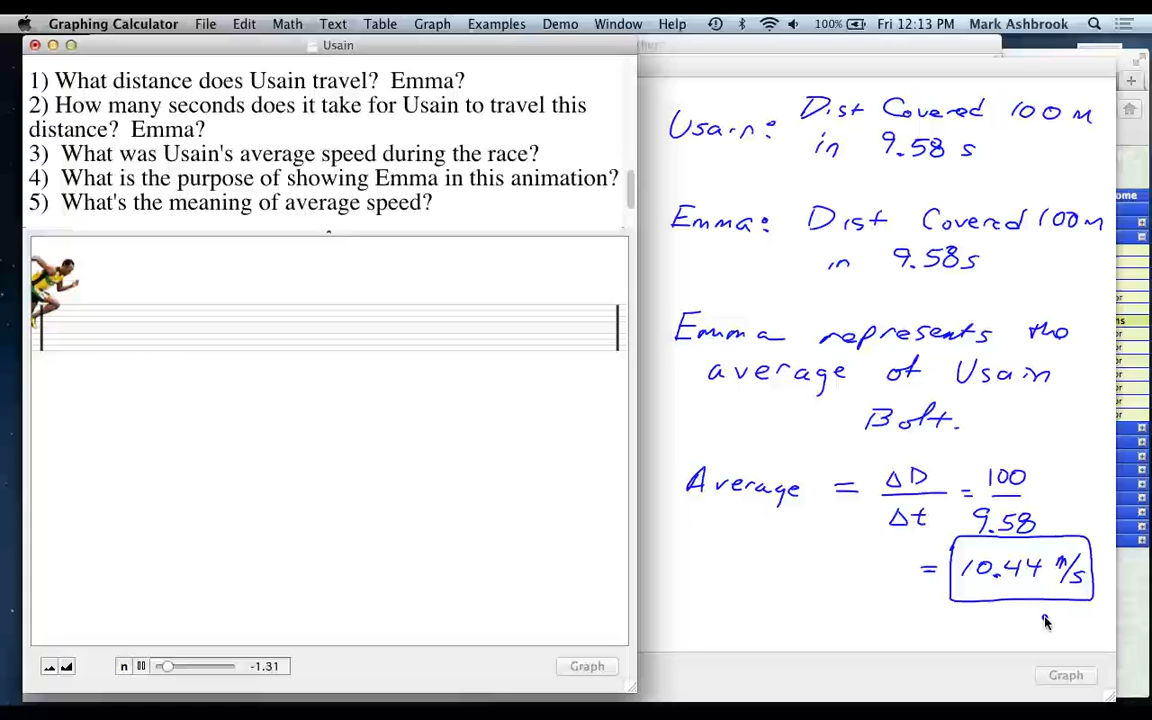 Graphing Calculator File Edit Math Text Table Graph Examples Demo Window Help 100% Fri 12:13 PM Mark Ashbrook
Usain
1) What distance does Usain travel? Emma?
2) How many seconds does it take for Usain to travel this
distance? Emma?
3) What was Usain's average speed during the race?
4) What is the purpose of showing Emma in this animation?
5) What's the meaning of average speed?
n -1.31 Graph
Usain: Dist Covered 100 M
in 9.58 s
Emma: Dist Covered 100 M
in 9.58 s
Emma represents the
average of Usain
Bolt.
Average = ΔD/Δt = 100/9.58
= 10.44 m/s
Graph
ome